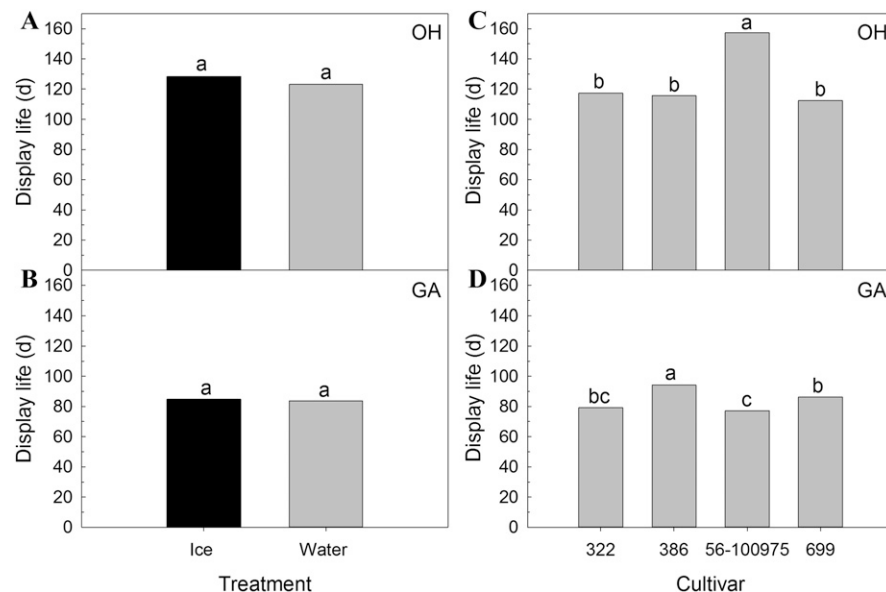 A
OH
Display life (d)
160
140
120
100
80
60
40
20
0
a
a
B
GA
Display life (d)
160
140
120
100
80
60
40
20
0
a
a
Ice
Water
Treatment
C
OH
Display life (d)
160
140
120
100
80
60
40
20
0
b
b
a
b
D
GA
Display life (d)
160
140
120
100
80
60
40
20
0
bc
a
c
b
322
386
56-100975
699
Cultivar